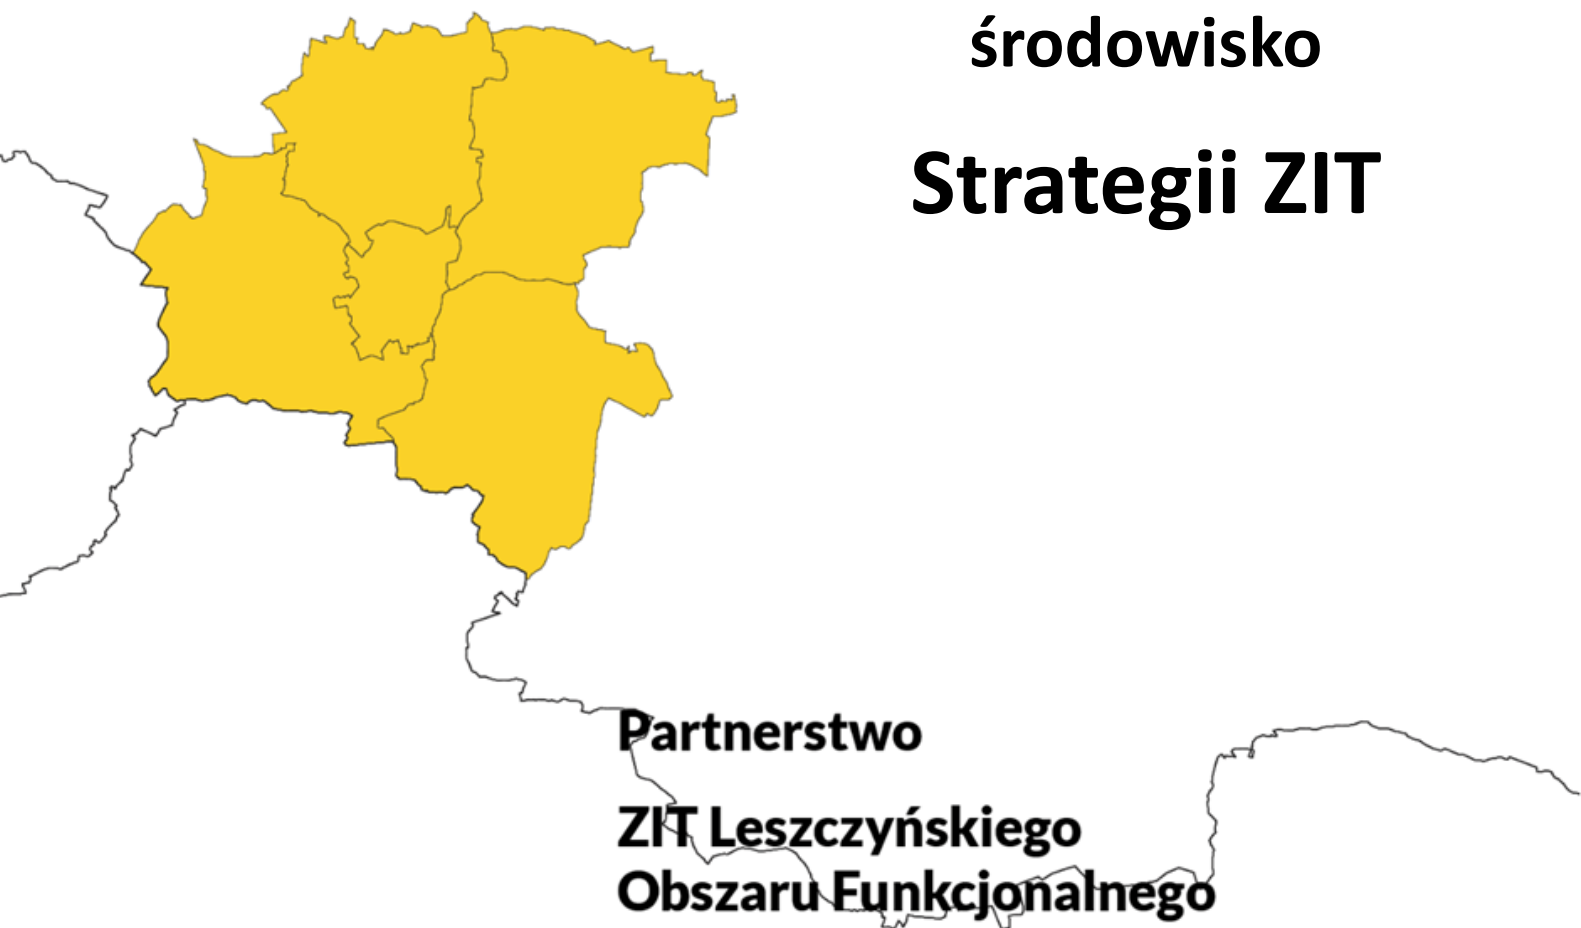 środowisko
Strategii ZIT
Partnerstwo
ZIT Leszczyńskiego
Obszaru Funkcjonalnego